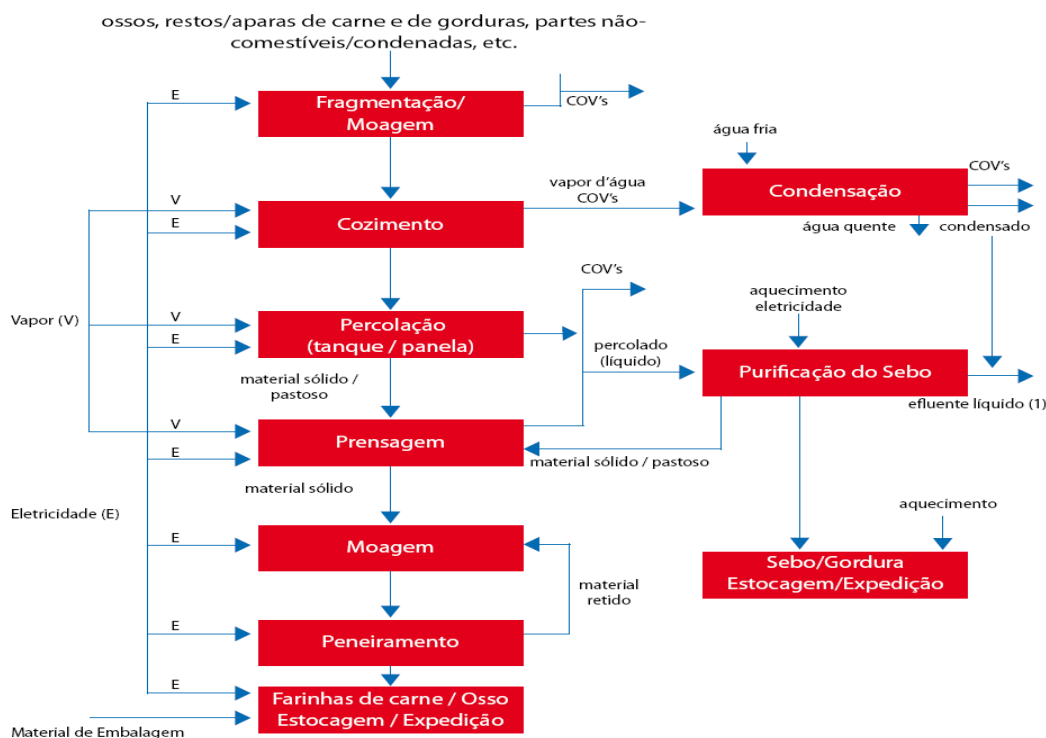 ossos, restos/aparas de carne e de gorduras, partes não-
comestíveis/condenadas, etc.
E
Fragmentação/
Moagem
COV's
água fria
V
E
Cozimento
vapor d'água
COV's
Condensação
COV's
água quente
condensado
Vapor (V)
V
E
Percolação
(tanque / panela)
COV's
percolado
(líquido)
aquecimento
eletricidade
Purificação do Sebo
efluente líquido (1)
material sólido /
pastoso
V
E
Prensagem
material sólido / pastoso
material sólido
Eletricidade (E)
E
Moagem
material
retido
aquecimento
Sebo/Gordura
Estocagem/Expedição
E
Peneiramento
E
Farinhas de carne / Osso
Estocagem / Expedição
Material de Embalagem